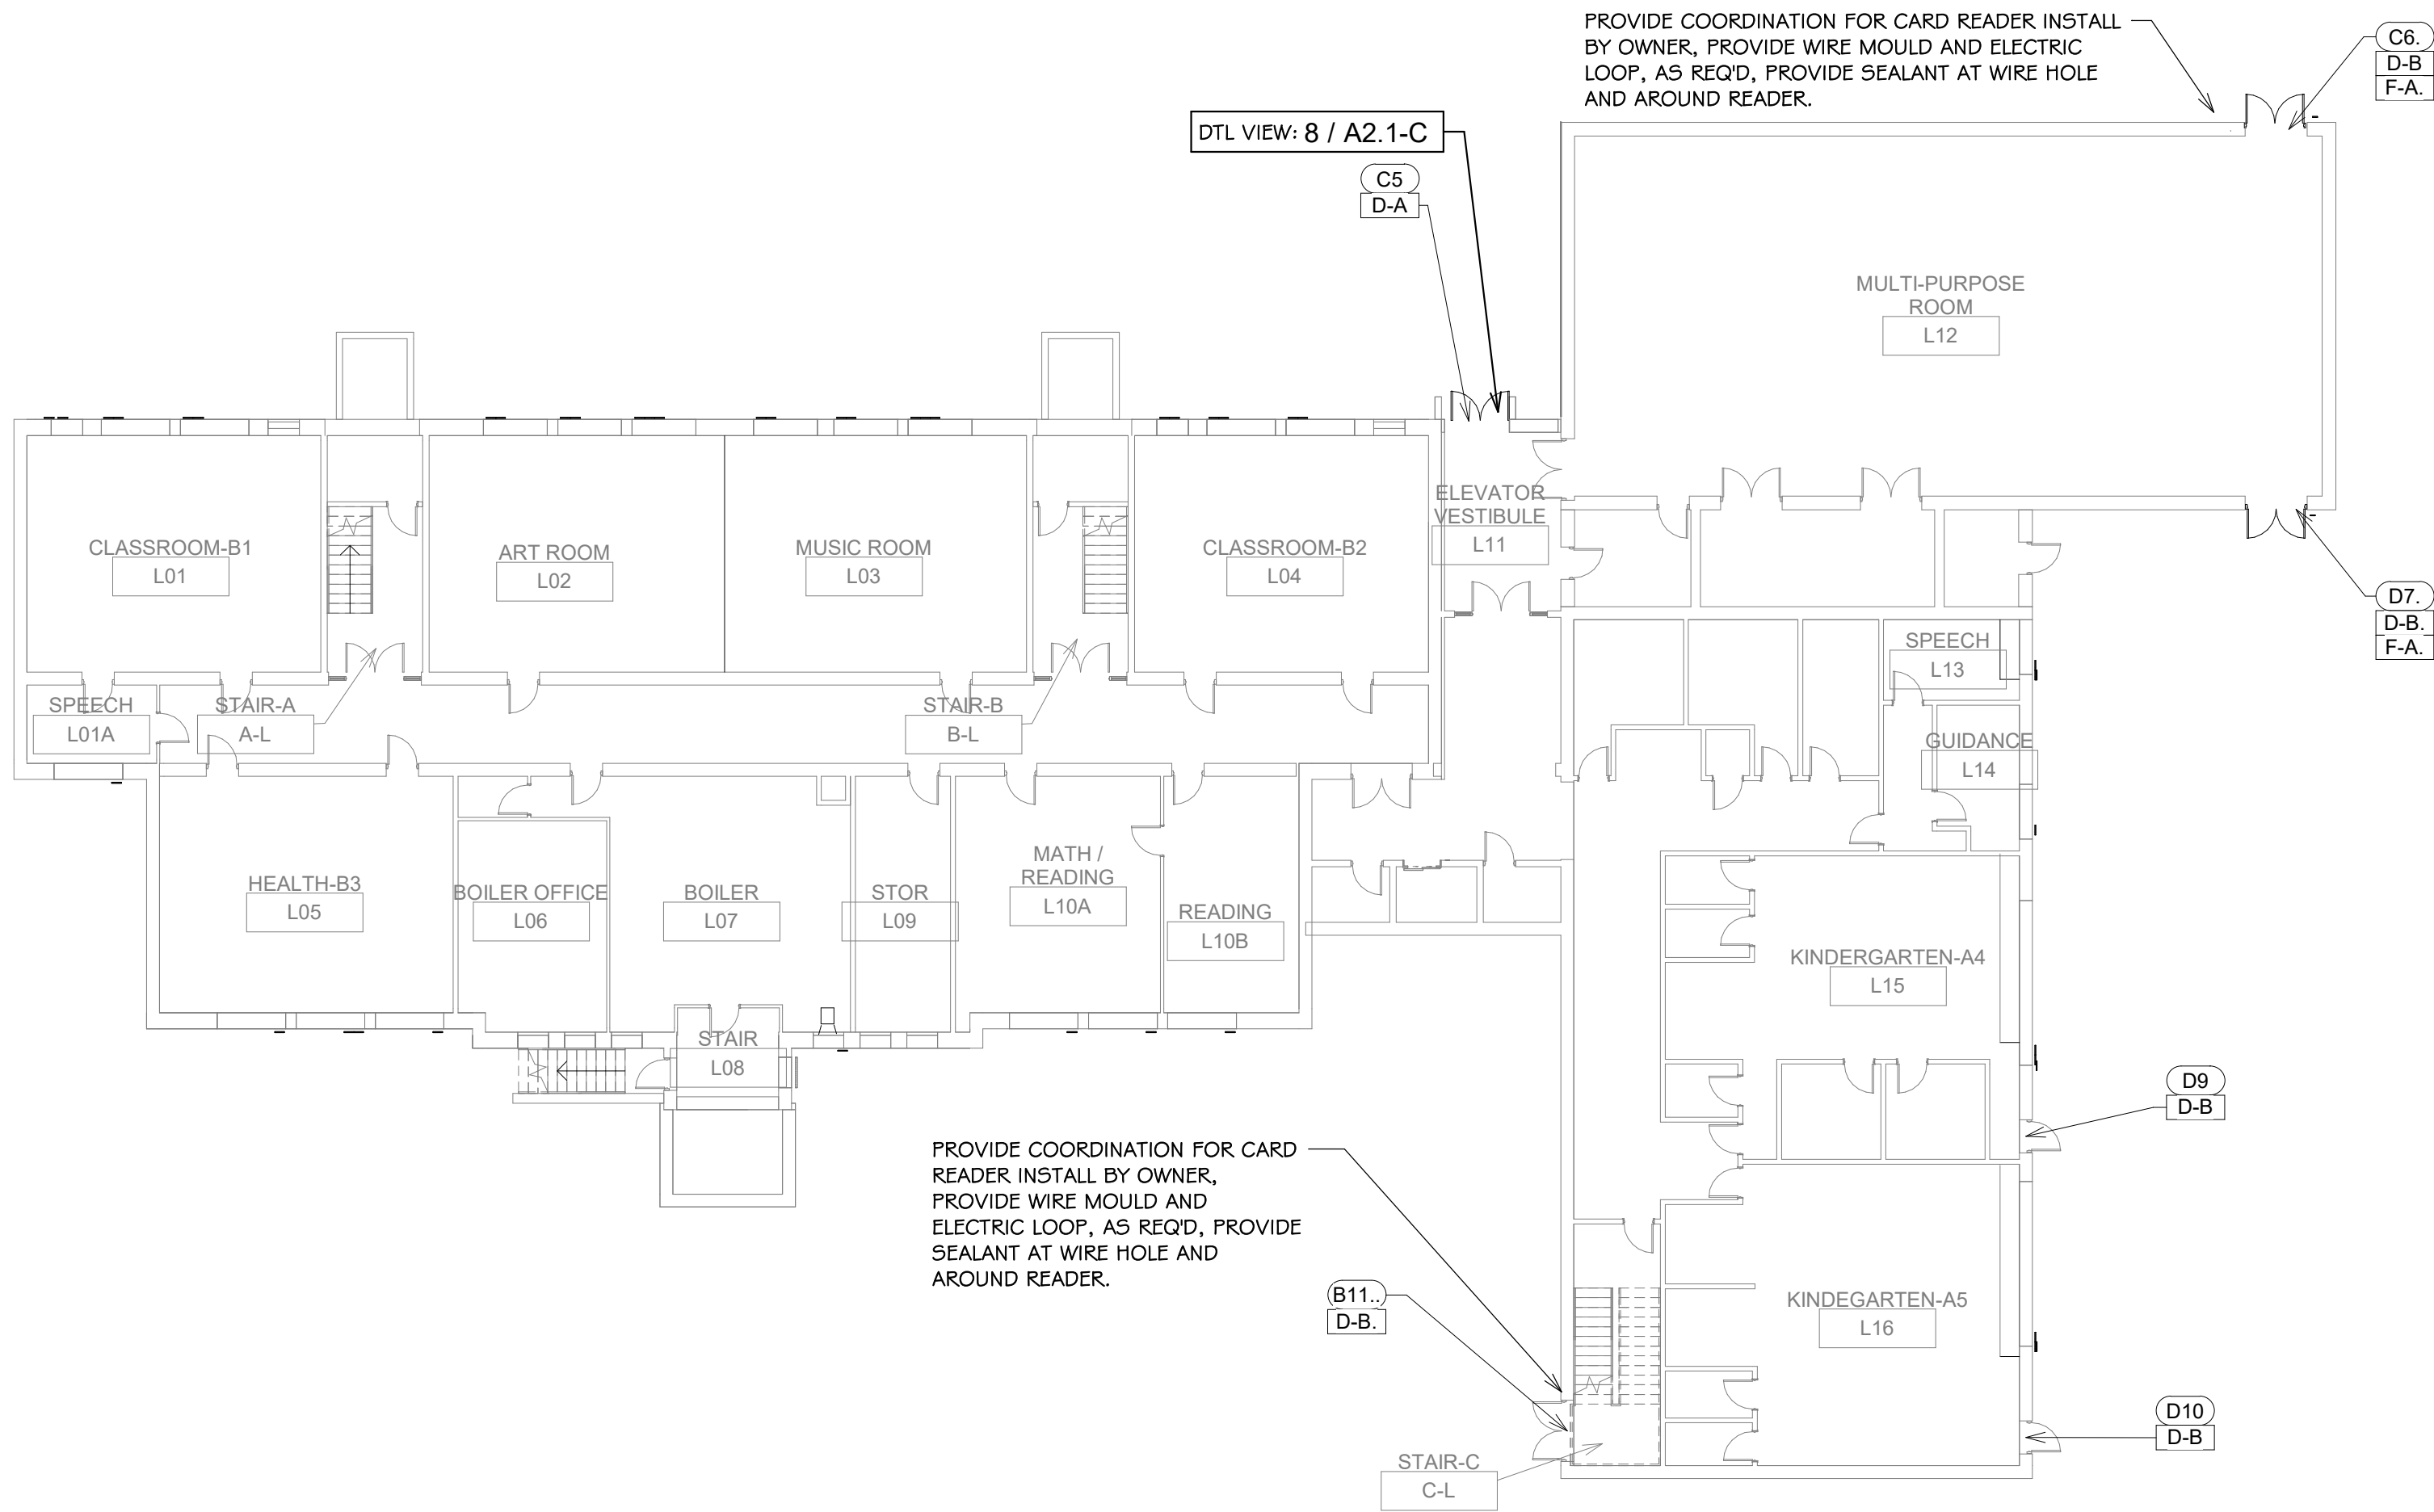 PROVIDE COORDINATION FOR CARD READER INSTALL
BY OWNER, PROVIDE WIRE MOULD AND ELECTRIC
LOOP, AS REQ'D, PROVIDE SEALANT AT WIRE HOLE
AND AROUND READER.
C6.
D-B
F-A.
DTL VIEW: 8 / A2.1-C
C5
D-A
MULTI-PURPOSE
ROOM
L12
ELEVATOR
VESTIBULE
L11
CLASSROOM-B1
L01
ART ROOM
L02
MUSIC ROOM
L03
CLASSROOM-B2
L04
D7.
D-B.
F-A.
SPEECH
L13
SPEECH
L01A
STAIR-A
A-L
STAIR-B
B-L
GUIDANCE
L14
HEALTH-B3
L05
BOILER OFFICE
L06
BOILER
L07
STOR
L09
MATH /
READING
L10A
READING
L10B
KINDERGARTEN-A4
L15
STAIR
L08
D9
D-B
PROVIDE COORDINATION FOR CARD
READER INSTALL BY OWNER,
PROVIDE WIRE MOULD AND
ELECTRIC LOOP, AS REQ'D, PROVIDE
SEALANT AT WIRE HOLE AND
AROUND READER.
B11..
D-B.
KINDEGARTEN-A5
L16
D10
D-B
STAIR-C
C-L